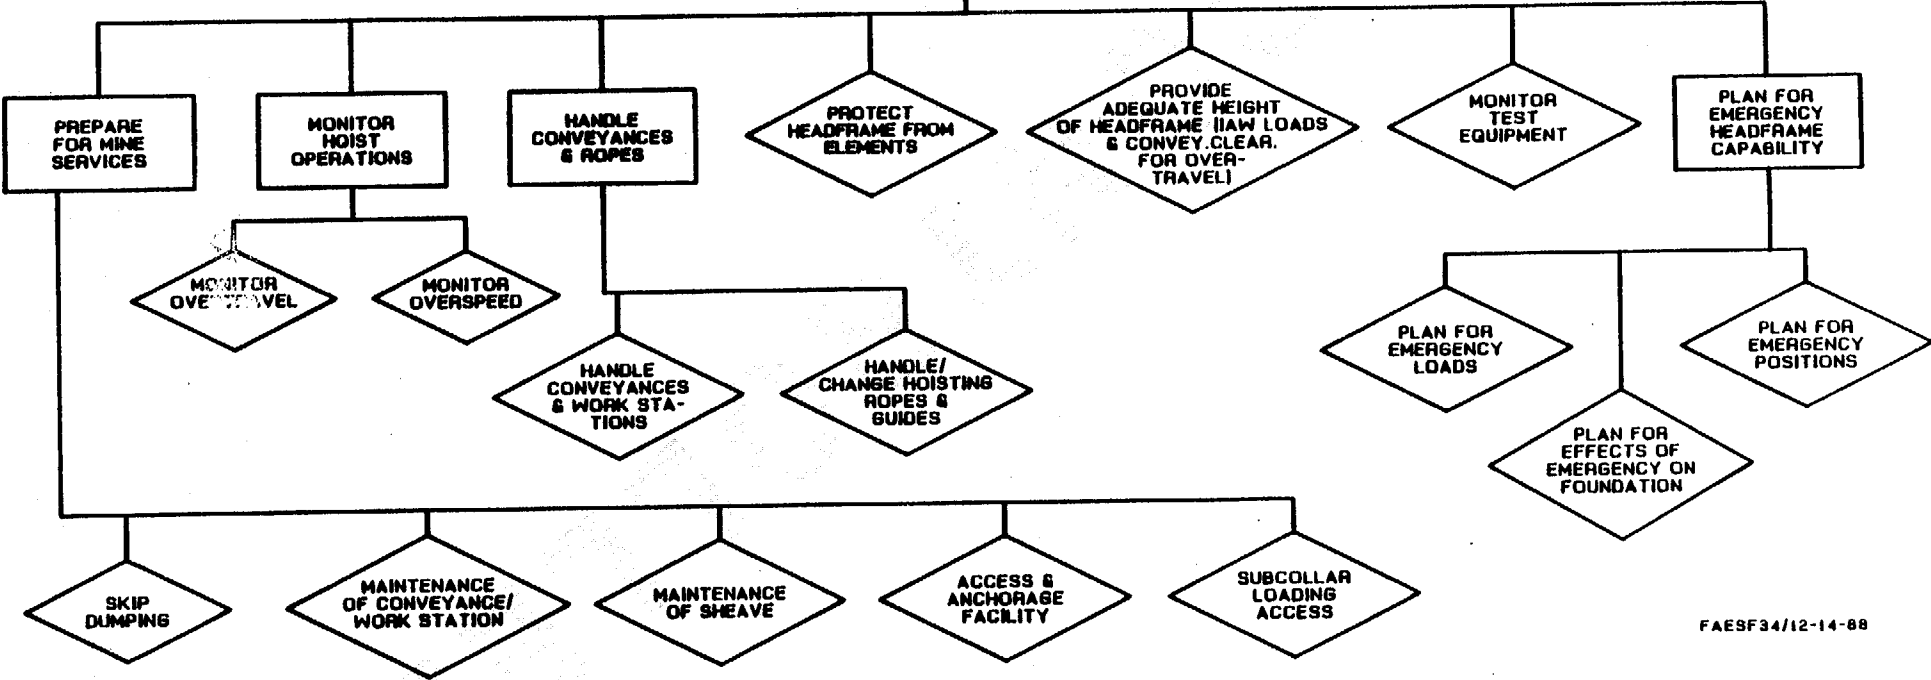 PREPARE
FOR MINE
SERVICES
MONITOR
HOIST
OPERATIONS
HANDLE
CONVEYANCES
& ROPES
PROTECT
HEADFRAME FROM
ELEMENTS
PROVIDE
ADEQUATE HEIGHT
OF HEADFRAME (IAW LOADS
& CONVEY.CLEAR.
FOR OVER-
TRAVEL)
MONITOR
TEST
EQUIPMENT
PLAN FOR
EMERGENCY
HEADFRAME
CAPABILITY
MONITOR
OVERTRAVEL
MONITOR
OVERSPEED
HANDLE
CONVEYANCES
& WORK STA-
TIONS
HANDLE/
CHANGE HOISTING
ROPES &
GUIDES
PLAN FOR
EMERGENCY
LOADS
PLAN FOR
EFFECTS OF
EMERGENCY ON
FOUNDATION
PLAN FOR
EMERGENCY
POSITIONS
SKIP
DUMPING
MAINTENANCE
OF CONVEYANCE/
WORK STATION
MAINTENANCE
OF SHEAVE
ACCESS &
ANCHORAGE
FACILITY
SUBCOLLAR
LOADING
ACCESS
FAESF34/12-14-88